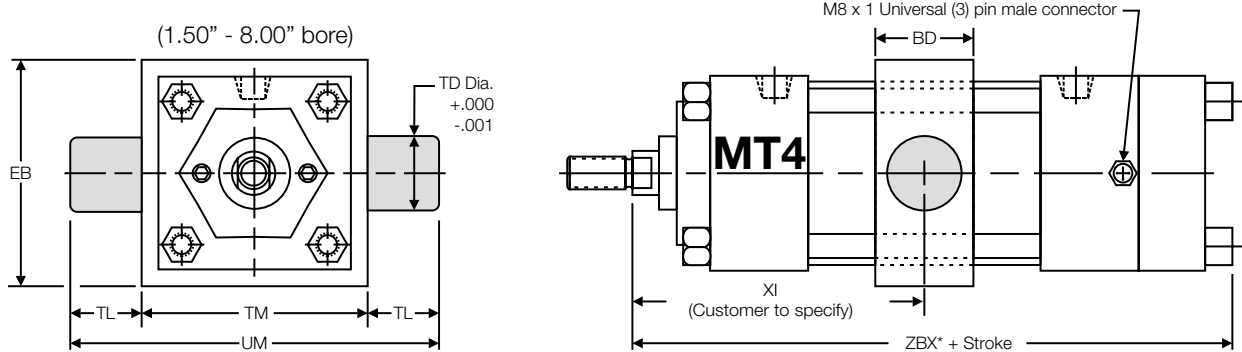 (1.50” - 8.00” bore)
TD Dia.
+.000
-.001
EB
TL
TM
TL
UM
M8 x 1 Universal (3) pin male connector
BD
MT4
XI
(Customer to specify)
ZBX* + Stroke